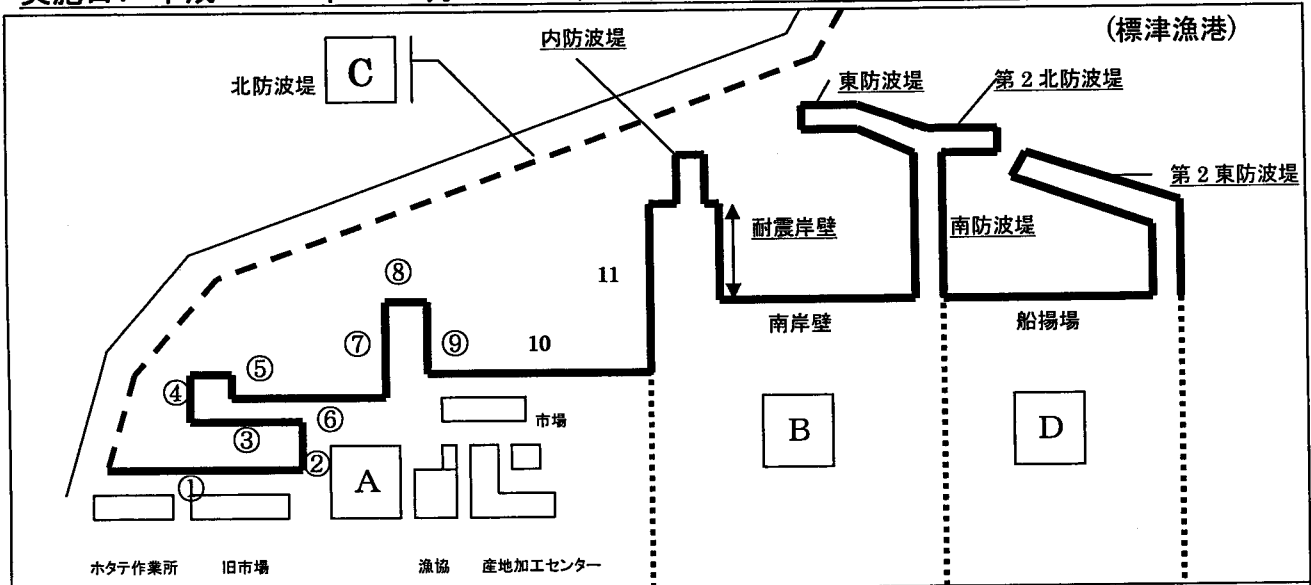 (標津漁港)
内防波堤
北防波堤
C
東防波堤
第2北防波堤
第2東防波堤
耐震岸壁
南防波堤
11
⑧
南岸壁
船揚場
⑦
⑨
10
⑤
④
⑥
市場
③
B
D
②
A
①
ホタテ作業所
旧市場
漁協
産地加工センター